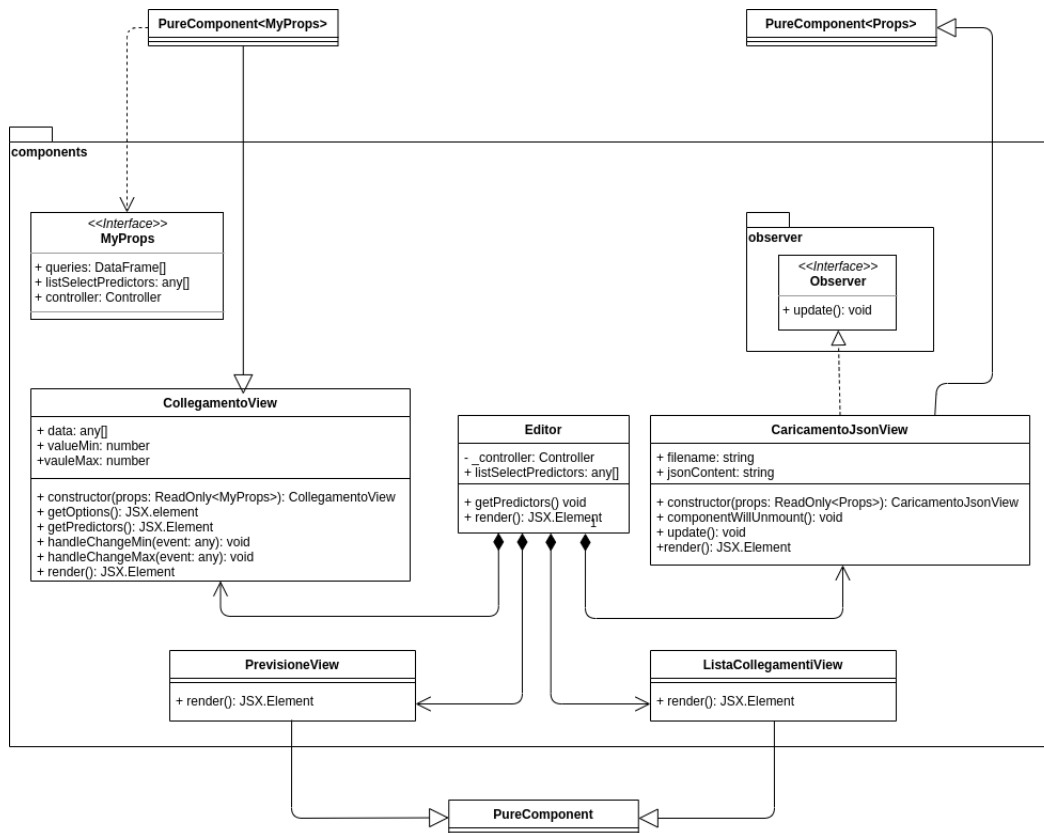 PureComponent<MyProps>
PureComponent<Props>
components
<<Interface>>
MyProps
+ queries: DataFrame[]
+ listSelectPredictors: any[]
+ controller: Controller
observer
<<Interface>>
Observer
+ update(): void
CollegamentoView
+ data: any[]
+ valueMin: number
+vauleMax: number
+ constructor(props: ReadOnly<MyProps>): CollegamentoView
+ getOptions(): JSX.element
+ getPredictors(): JSX.Element
+ handleChangeMin(event: any): void
+ handleChangeMax(event: any): void
+ render(): JSX.Element
Editor
- _controller: Controller
+ listSelectPredictors: any[]
+ getPredictors() void
+ render(): JSX.Element
1
CaricamentoJsonView
+ filename: string
+ jsonContent: string
+ constructor(props: ReadOnly<Props>): CaricamentoJsonView
+ componentWillUnmount(): void
+ update(): void
+render(): JSX.Element
PrevisioneView
+ render(): JSX.Element
ListaCollegamentiView
+ render(): JSX.Element
PureComponent